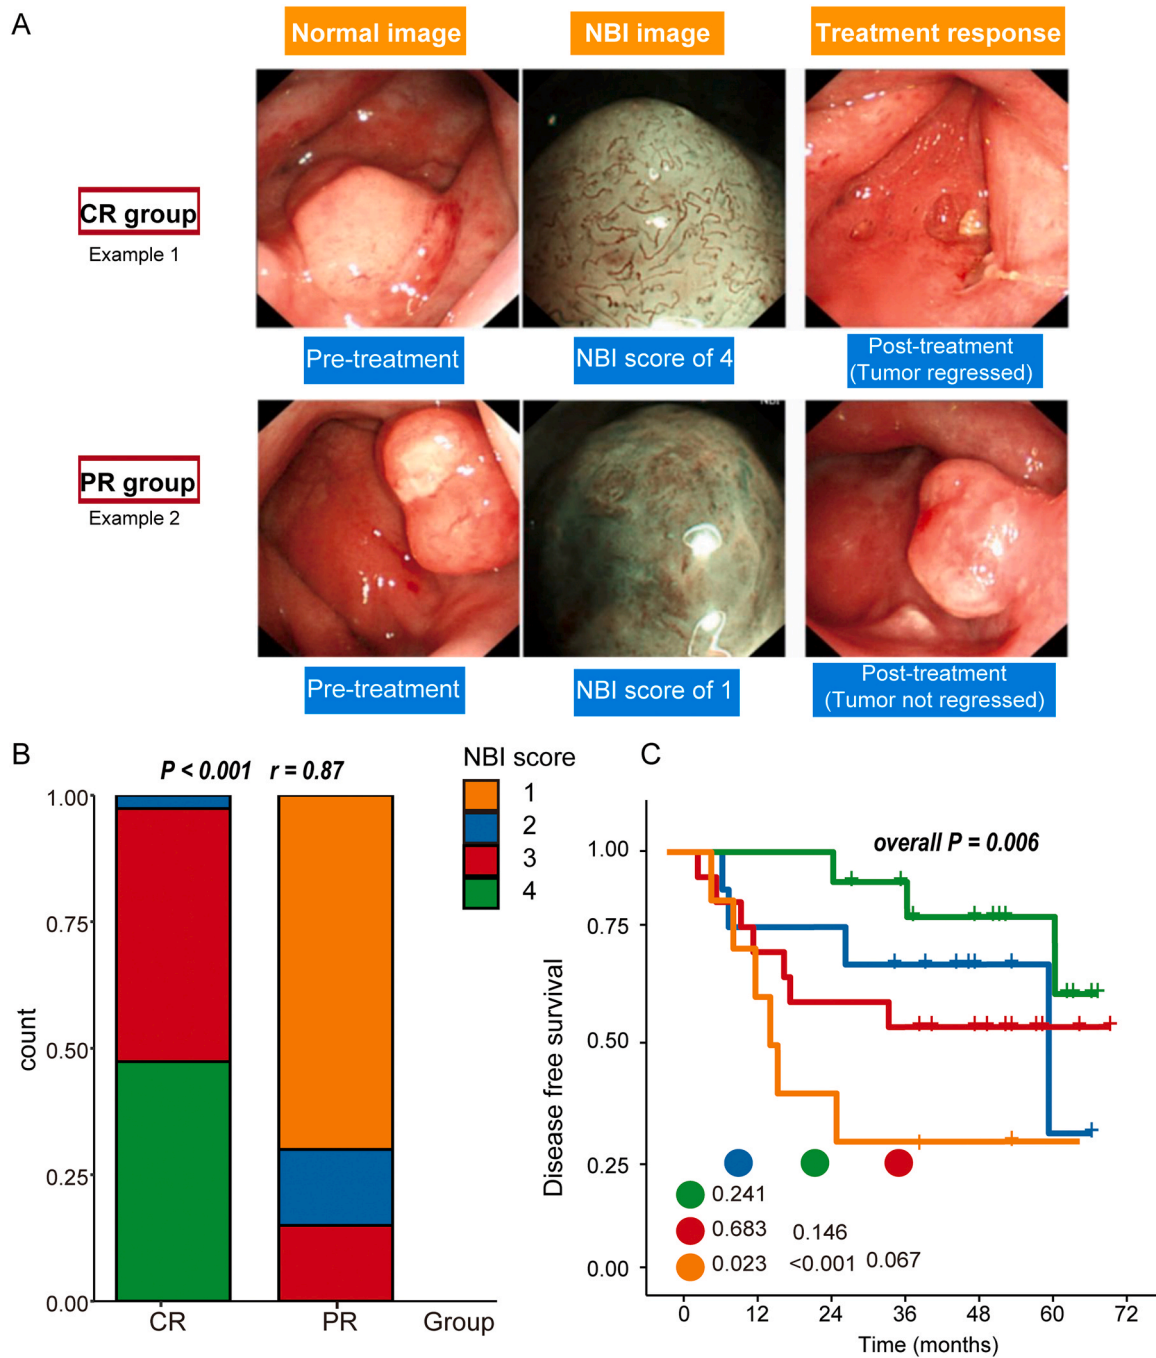 A
Normal image
NBI image
Treatment response
CR group
Example 1
Pre-treatment
NBI score of 4
Post-treatment
(Tumor regressed)
PR group
Example 2
NBI
Pre-treatment
NBI score of 1
Post-treatment
(Tumor not regressed)
B
P < 0.001 r = 0.87
NBI score
1
2
3
4
1.00
0.75
0.50
0.25
0.00
count
CR
PR
Group
C
overall P = 0.006
1.00
0.75
0.50
0.25
0.00
Disease free survival
0.241
0.683 0.146
0.023 <0.001 0.067
0 12 24 36 48 60 72
Time (months)